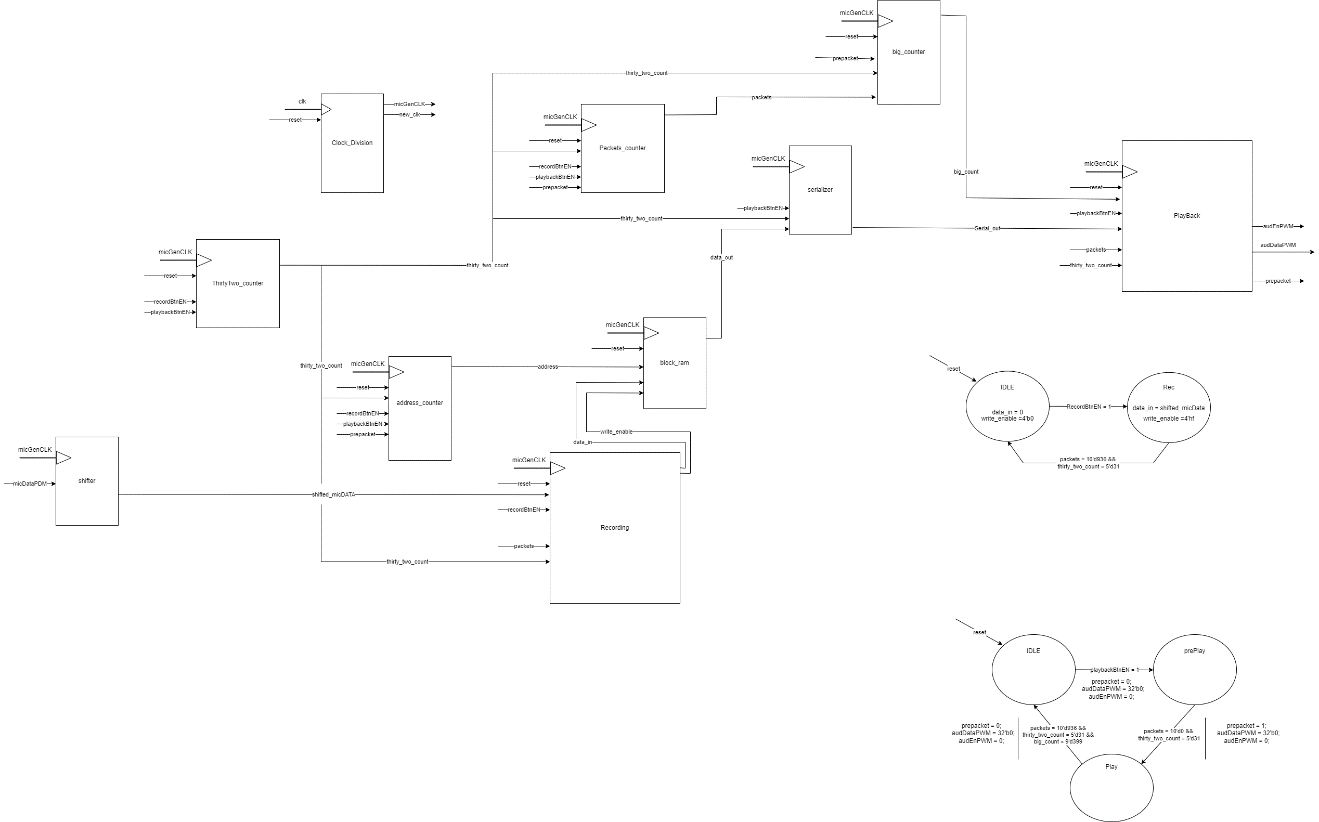 micGenCLK
reset
prepacket
thirty_two_count
packets
big_counter
clk
reset
Clock_Division
micGenCLK
new_clk
micGenCLK
reset
recordBtnEN
playbackBtnEN
prepacket
Packets_counter
micGenCLK
playbackBtnEN
thirty_two_count
serializer
big_count
Serial_out
data_out
micGenCLK
reset
playbackBtnEN
packets
thirty_two_count
PlayBack
audEnPWM
audDataPWM
prepacket
micGenCLK
reset
recordBtnEN
playbackBtnEN
ThirtyTwo_counter
thirty_two_count
thirty_two_count
micGenCLK
reset
recordBtnEN
playbackBtnEN
prepacket
address_counter
address
micGenCLK
reset
block_ram
write_enable
data_in
micGenCLK
micDataPDM
shifter
shifted_micDATA
micGenCLK
reset
recordBtnEN
packets
thirty_two_count
Recording
reset
IDLE
data_in = 0
write_enable =4'b0
RecordBtnEN = 1
Rec
data_in = shifted_micData
write_enable =4'hf
packets = 10'd936 &&
thirty_two_count = 5'd31
reset
IDLE
playbackBtnEN = 1
prepacket = 0;
audDataPWM = 32'b0;
audEnPWM = 0;
prePlay
prepacket = 0;
audDataPWM = 32'b0;
audEnPWM = 0;
packets = 10'd936 &&
thirty_two_count = 5'd31 &&
big_count = 9'd399
packets = 10'd0 &&
thirty_two_count = 5'd31
prepacket = 1;
audDataPWM = 32'b0;
audEnPWM = 0;
Play